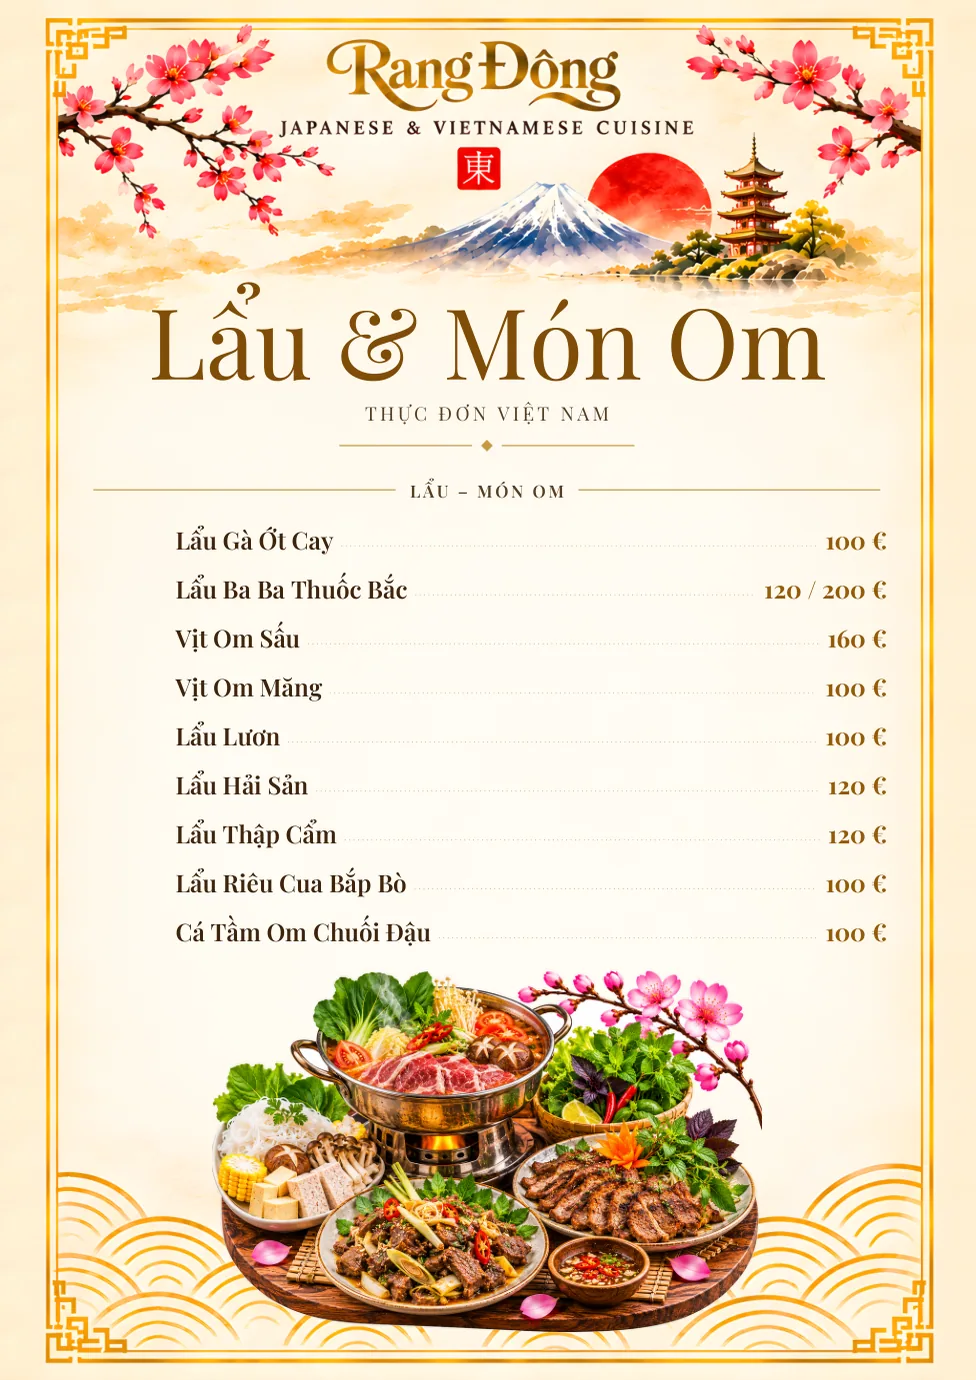 Rang Đông
JAPANESE & VIETNAMESE CUISINE
東
Lẩu & Món Om
THỰC ĐƠN VIỆT NAM
LẨU – MÓN OM
Lẩu Gà Ớt Cay 100 €
Lẩu Ba Ba Thuốc Bắc 120 / 200 €
Vịt Om Sấu 160 €
Vịt Om Măng 100 €
Lẩu Lươn 100 €
Lẩu Hải Sản 120 €
Lẩu Thập Cẩm 120 €
Lẩu Riêu Cua Bắp Bò 100 €
Cá Tầm Om Chuối Đậu 100 €